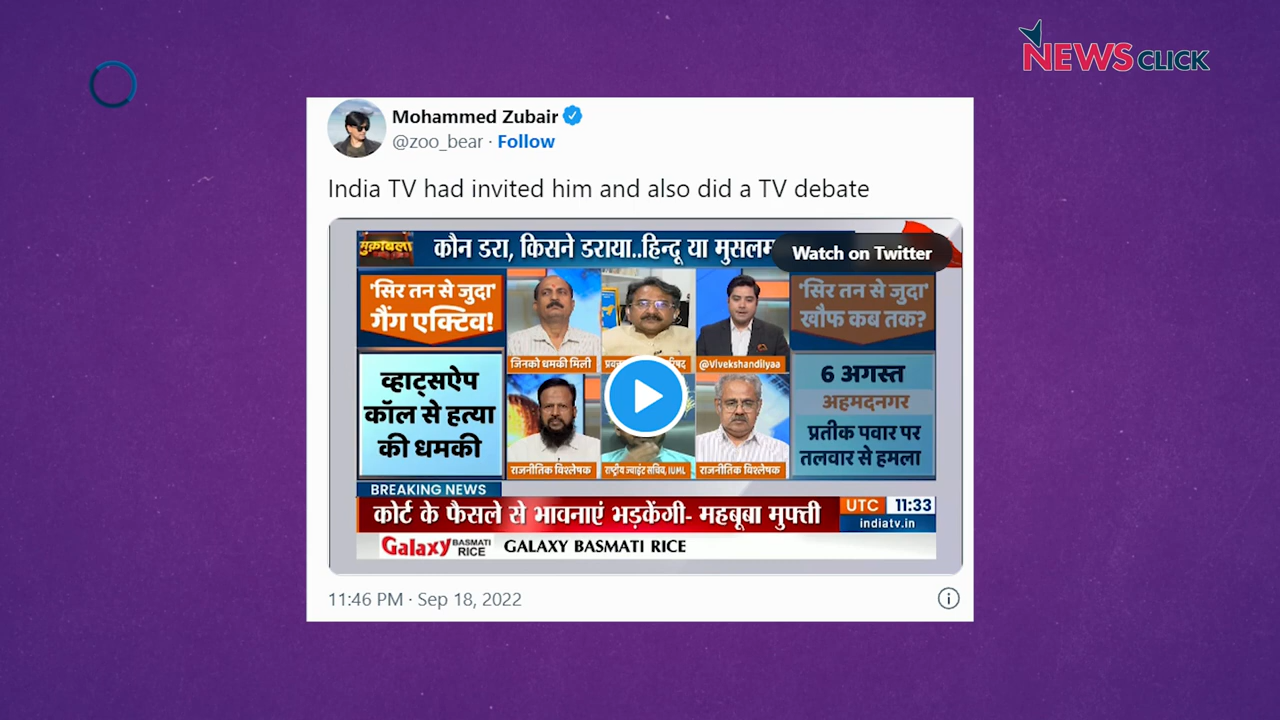 NEWSCLICK
Mohammed Zubair
@zoo_bear · Follow
India TV had invited him and also did a TV debate
मुक़ाबला
कौन डरा, किसने डराया..हिन्दू या
Watch on Twitter
'सिर तन से जुदा'
गैंग एक्टिव!
'सिर तन से जुदा'
खौफ कब तक?
जिनको धमकी मिली
@Vivekshandilyaa
व्हाट्सऐप
कॉल से हत्या
की धमकी
6 अगस्त
अहमदनगर
प्रतीक पवार पर
तलवार से हमला
राजनीतिक विश्लेषक
राष्ट्रीय ज्वाइंट सचिव, IUML
राजनीतिक विश्लेषक
BREAKING NEWS
कोर्ट के फैसले से भावनाएं भड़केंगी- महबूबा मुफ्ती
UTC 11:33
indiatv.in
Galaxy BASMATI RICE GALAXY BASMATI RICE
11:46 PM · Sep 18, 2022